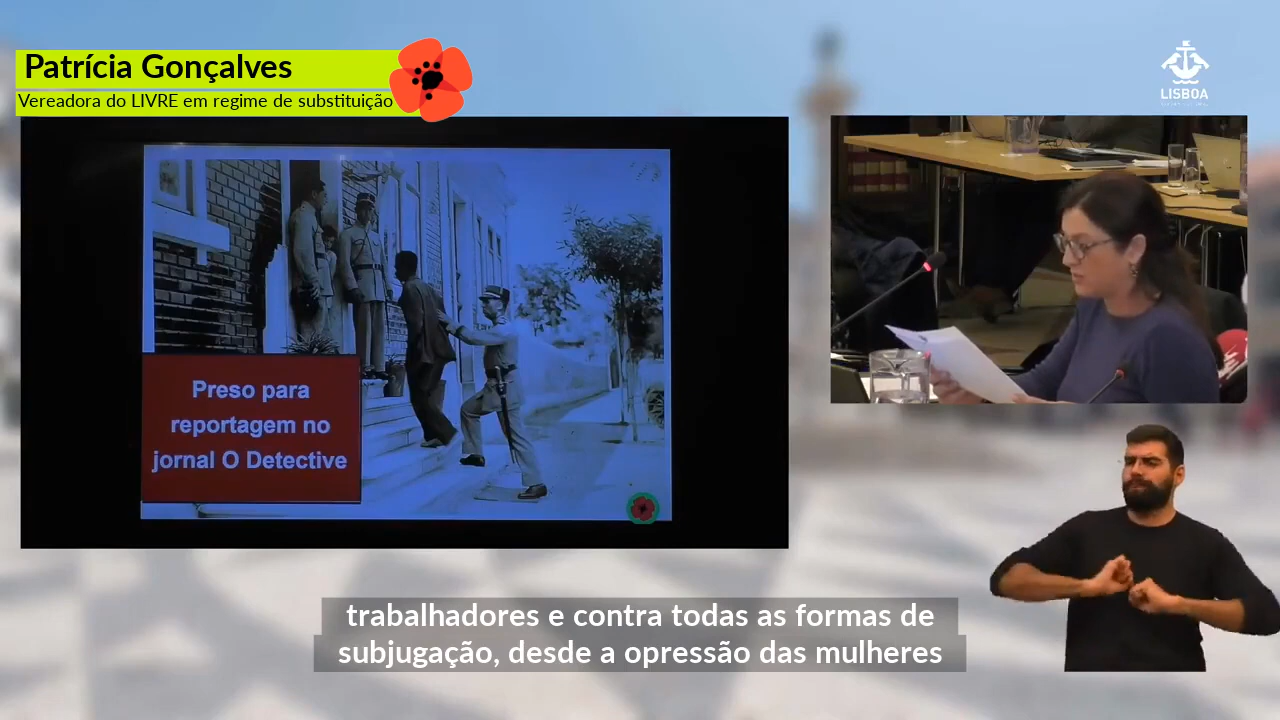 Patrícia Gonçalves
Vereadora do LIVRE em regime de substituição
LISBOA
Preso para
reportagem no
jornal O Detective
trabalhadores e contra todas as formas de
subjugação, desde a opressão das mulheres